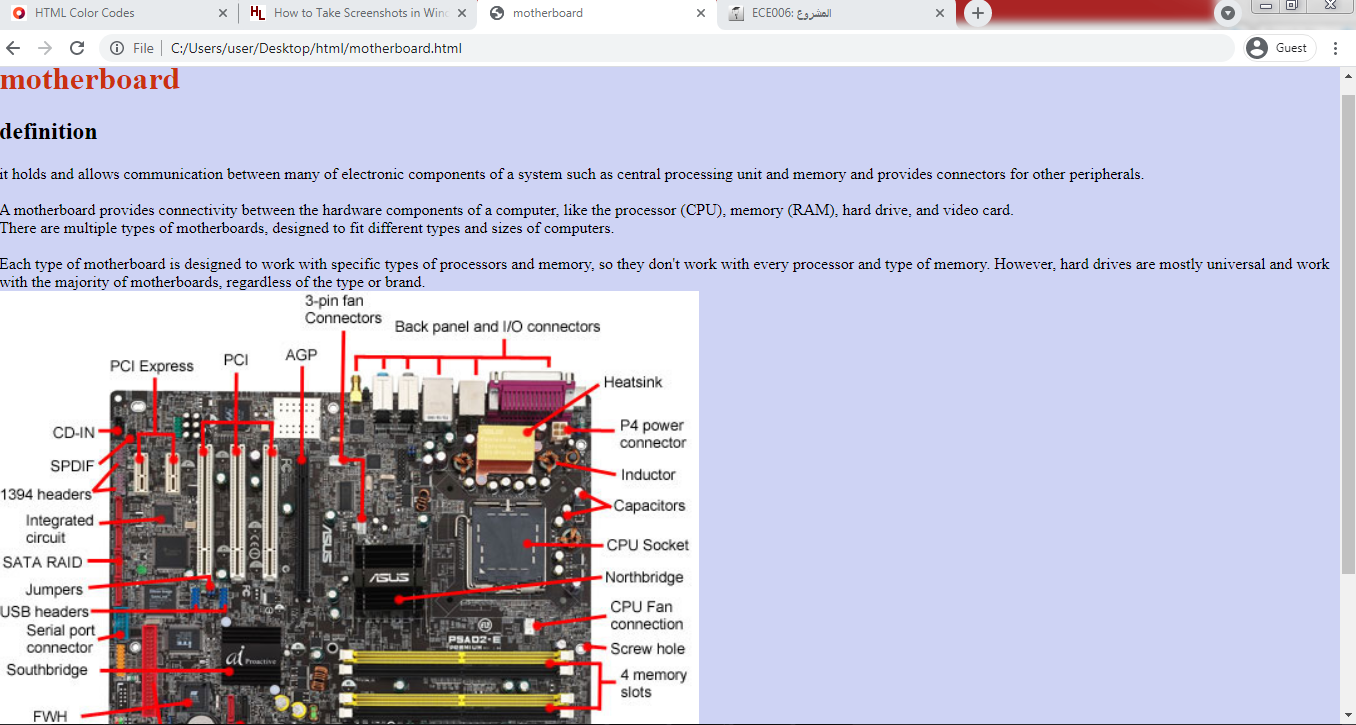 HTML Color Codes
How to Take Screenshots in Wind
motherboard
ECE006: المشروع
File
C:/Users/user/Desktop/html/motherboard.html
Guest
motherboard
definition
it holds and allows communication between many of electronic components of a system such as central processing unit and memory and provides connectors for other peripherals.
A motherboard provides connectivity between the hardware components of a computer, like the processor (CPU), memory (RAM), hard drive, and video card.
There are multiple types of motherboards, designed to fit different types and sizes of computers.
Each type of motherboard is designed to work with specific types of processors and memory, so they don't work with every processor and type of memory. However, hard drives are mostly universal and work
with the majority of motherboards, regardless of the type or brand.
3-pin fan
Connectors
Back panel and I/O connectors
PCI Express
PCI
AGP
Heatsink
CD-IN
P4 power
connector
SPDIF
Inductor
1394 headers
Capacitors
Integrated
circuit
CPU Socket
SATA RAID
Northbridge
Jumpers
USB headers
CPU Fan
connection
Serial port
connector
Screw hole
Southbridge
4 memory
slots
FWH
ASUS
ASUS
P5AD2-E
PREMIUM
ai Proactive